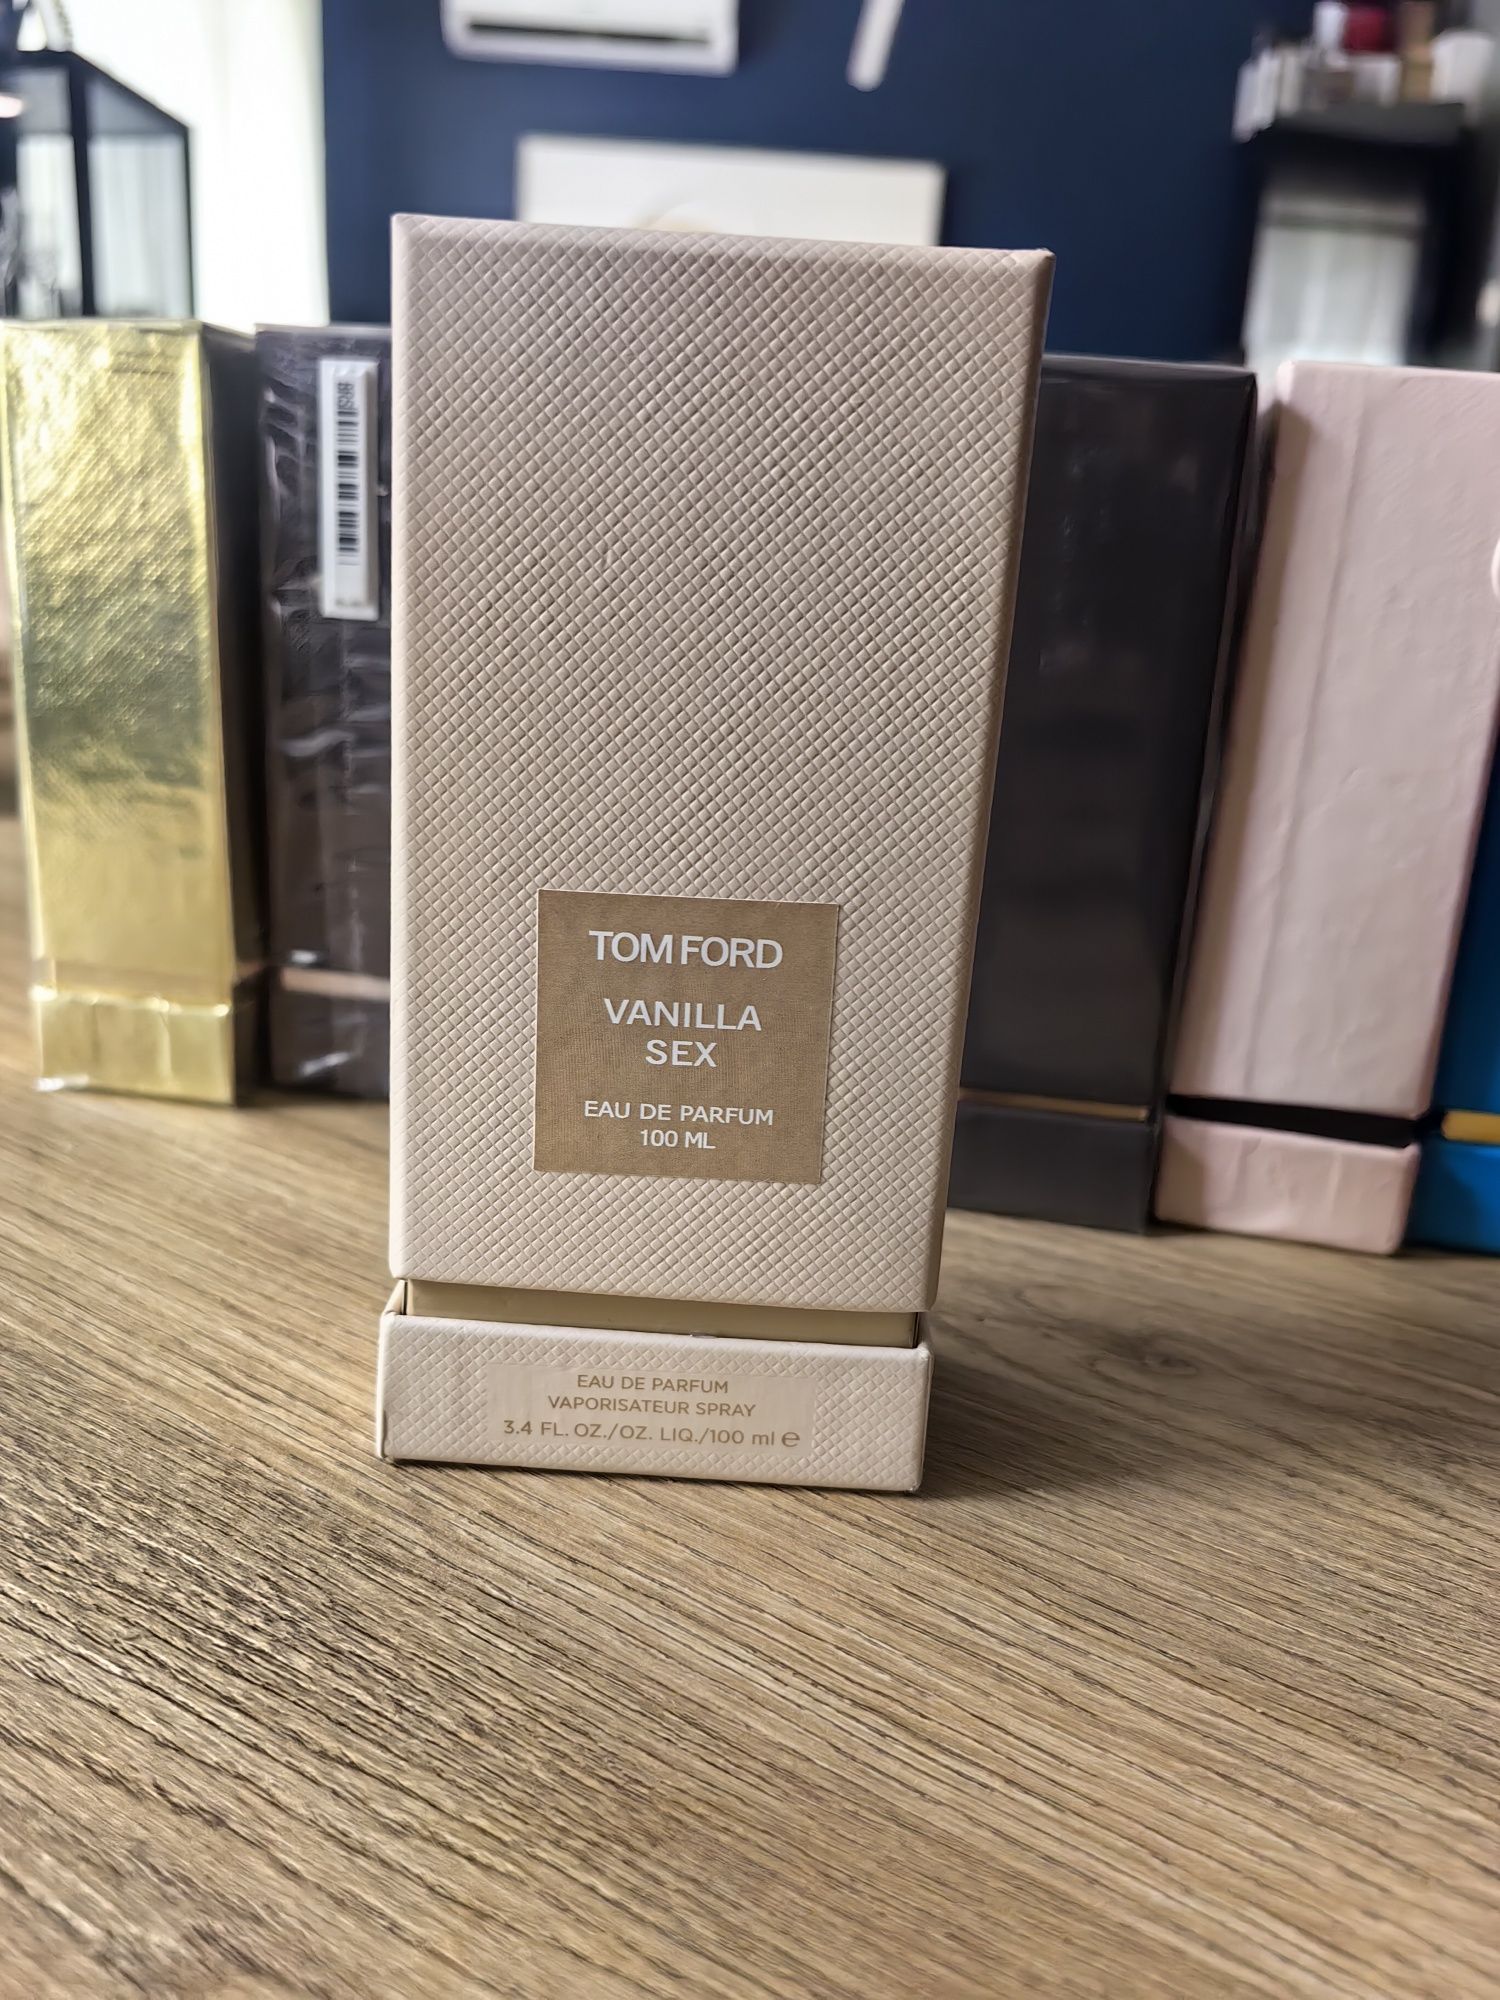 TOM FORD
VANILLA
SEX
EAU DE PARFUM
100 ML
EAU DE PARFUM
VAPORISATEUR SPRAY
3.4 FL. OZ./OZ. LIQ./100 ml ℮